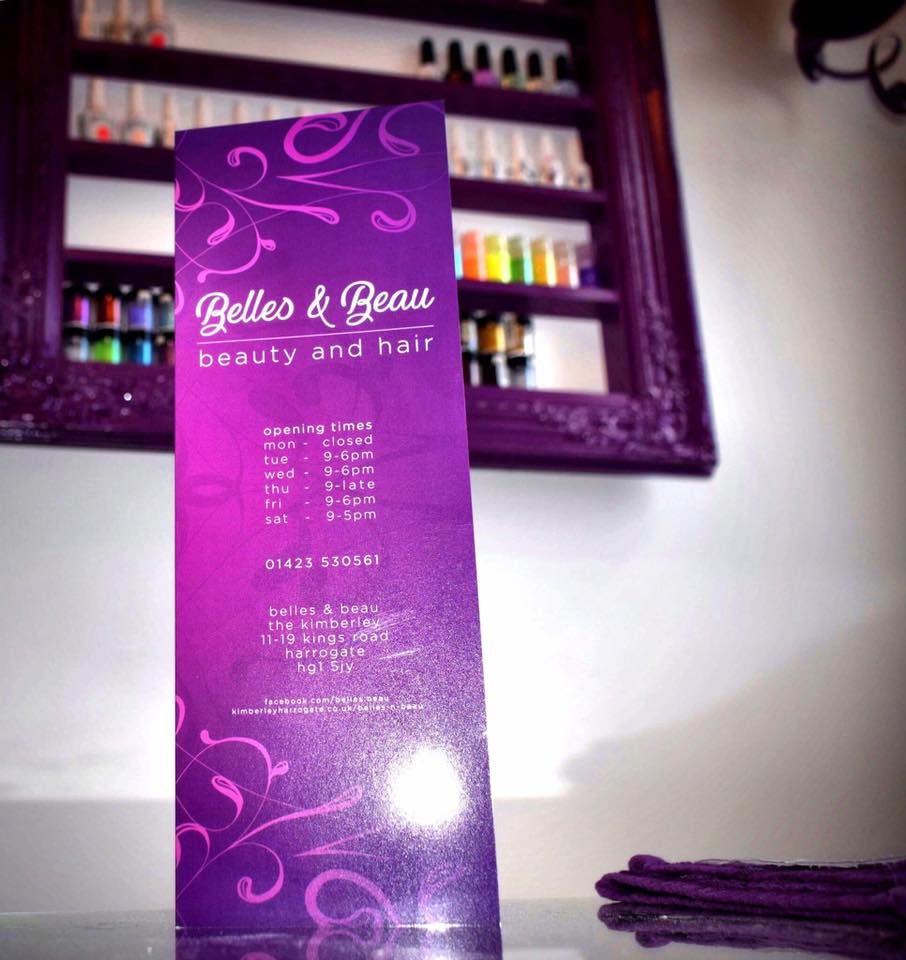 Belles & Beau
beauty and hair
opening times
mon - closed
tue - 9-6pm
wed - 9-6pm
thu - 9-late
fri - 9-6pm
sat - 9-5pm
01423 530561
belles & beau
the kimberley
11-19 kings road
harrogate
hg1 5jy
facebook.com/belles.beau
kimberleyharrogate.co.uk/belles-n-beau